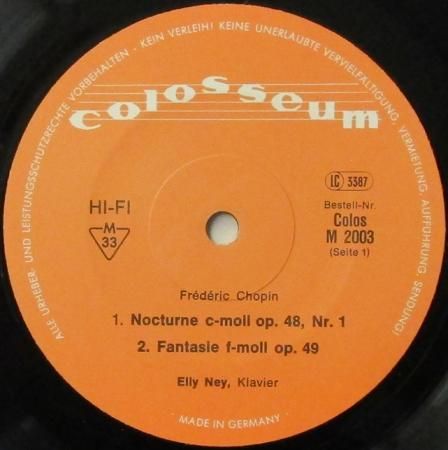 ALLE URHEBER- UND LEISTUNGSSCHUTZRECHTE VORBEHALTEN - KEIN VERLEIH! KEINE UNERLAUBTE VERVIELFÄLTIGUNG, VERMIETUNG, AUFFÜHRUNG, SENDUNG!
colosseum
LC 3387
HI-FI
M
33
Bestell-Nr.
Colos
M 2003
(Seite 1)
Frédéric Chopin
1. Nocturne c-moll op. 48, Nr. 1
2. Fantasie f-moll op. 49
Elly Ney, Klavier
· MADE IN GERMANY ·